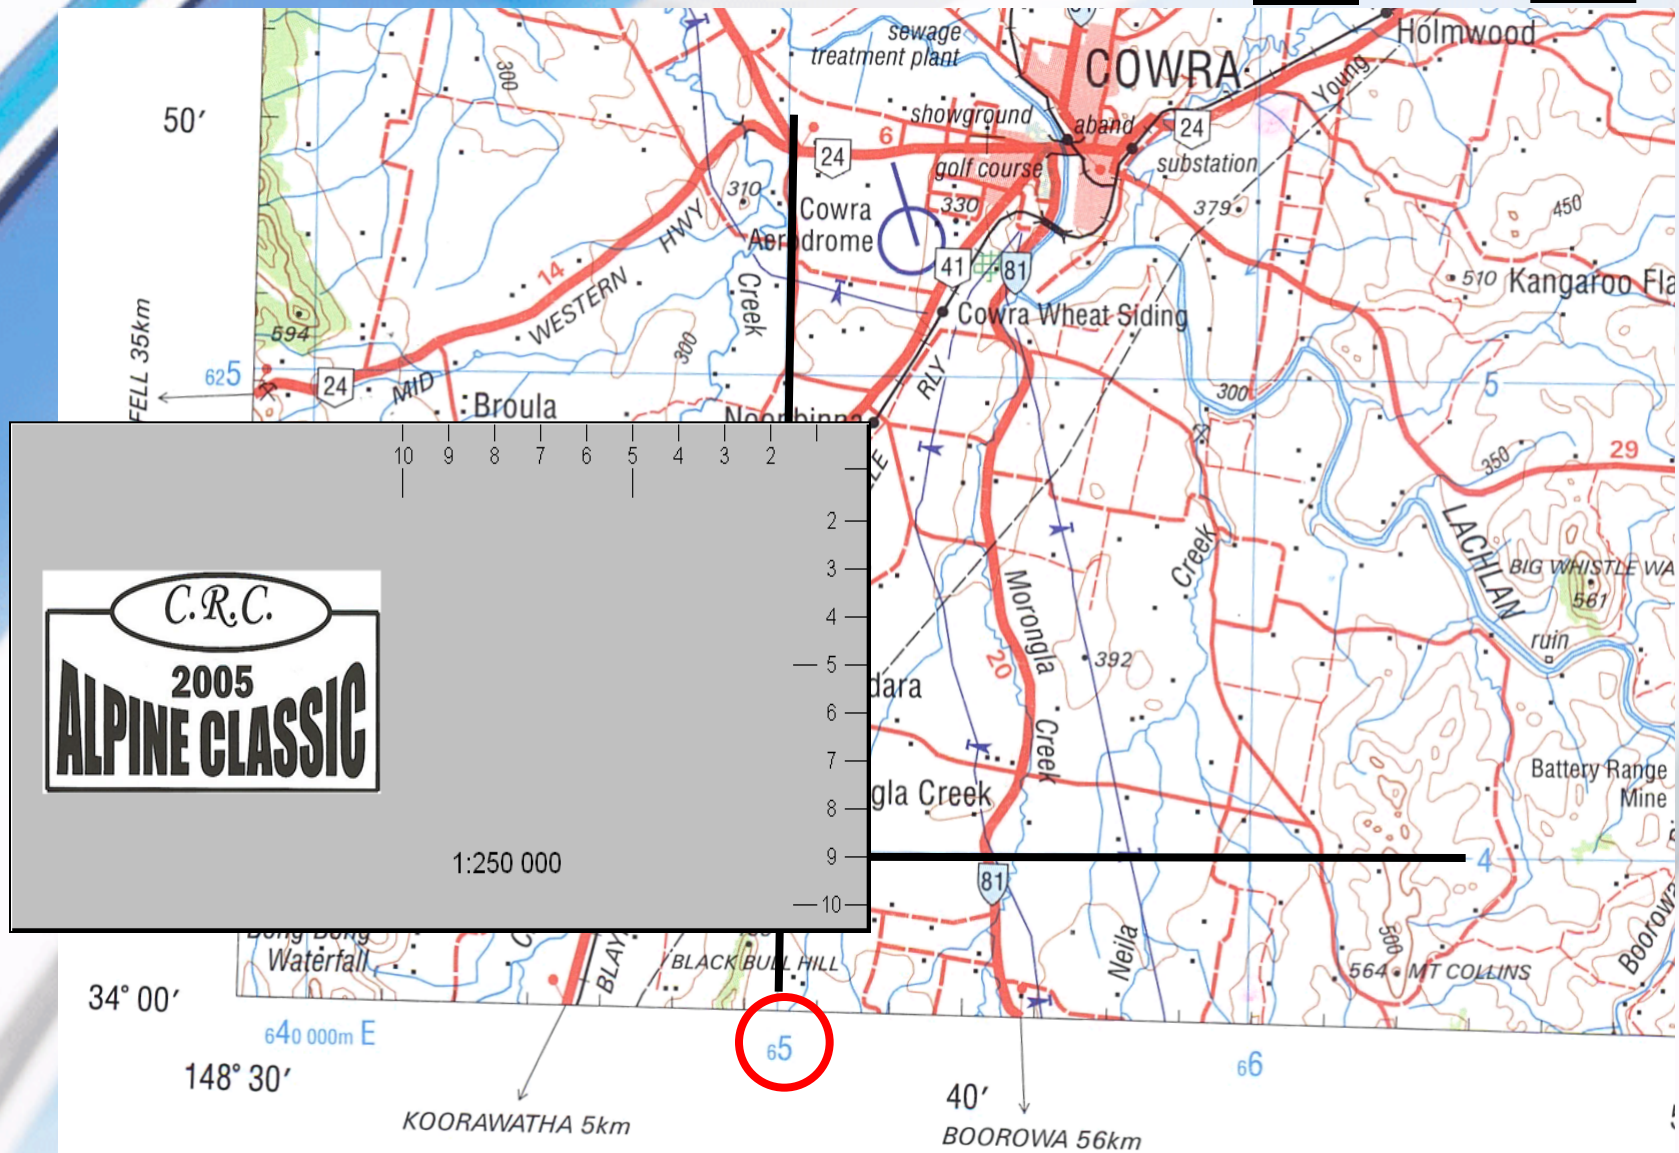 Holmwood
sewage
treatment plant
COWRA
300
Young
50′
showground
aband
6
24
24
golf course
substation
310
330
379
450
Cowra
Aerodrome
HWY
14
WESTERN
Creek
41
81
510
Kangaroo Fla
594
Cowra Wheat Siding
FELL 35km
300
625
24
MID
RLY
300
5
Broula
Noonbinna
10 9 8 7 6 5 4 3 2
29
350
2
LACHLAN
3
Creek
BIG WHISTLE WA
561
C.R.C.
4
Morongla
ruin
2005
5
20
392
ALPINE CLASSIC
dara
6
7
Creek
Battery Range
Mine
gla Creek
8
1:250 000
9
4
81
10
Waterfall
BLACK BULL HILL
BLAY
Neila
500
564
MT COLLINS
Boorowa
34° 00′
640 000m E
65
66
148° 30′
40′
KOORAWATHA 5km
BOOROWA 56km